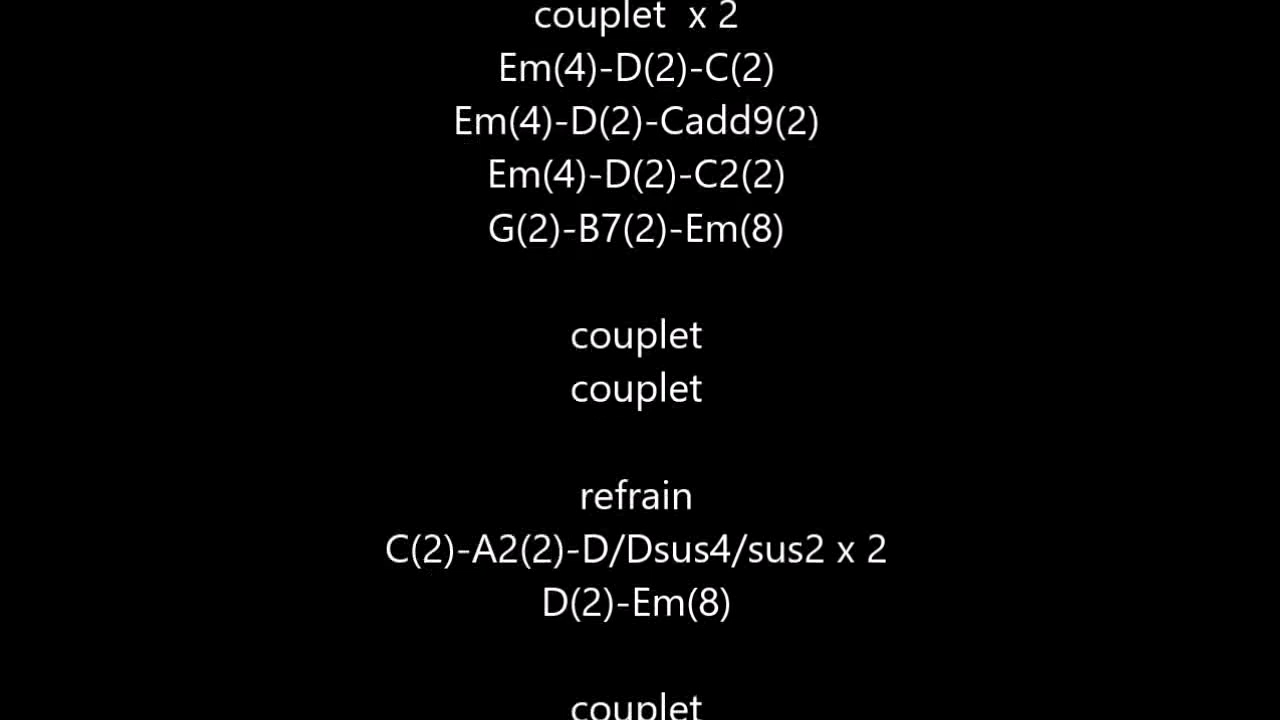 couplet  x 2
Em(4)-D(2)-C(2)
Em(4)-D(2)-Cadd9(2)
Em(4)-D(2)-C2(2)
G(2)-B7(2)-Em(8)
couplet
couplet
refrain
C(2)-A2(2)-D/Dsus4/sus2 x 2
D(2)-Em(8)
couplet